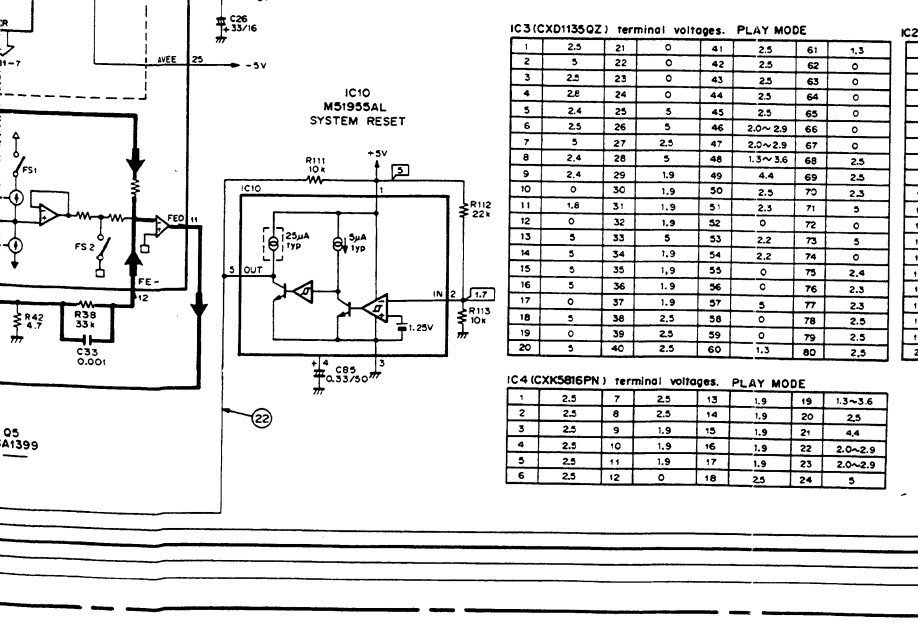 C26
33/16
AVEE 25
-5V
11-7
IC10
M51955AL
SYSTEM RESET
+5V
5
R111
10k
IC10
1
R112
22k
FS1
25µA
typ
5µA
typ
FEO 11
FS2
5 OUT
IN 2
1.7
R113
10k
1.25V
FE-
12
R42
4.7
R38
33k
C33
0.001
+ 4
C85
0.33/50
3
22
Q5
SA1399
IC3(CXD1135QZ) terminal voltages. PLAY MODE
1 2.5 21 0 41 2.5 61 1.3
2 5 22 0 42 2.5 62 0
3 2.5 23 0 43 2.5 63 0
4 2.8 24 0 44 2.5 64 0
5 2.4 25 5 45 2.5 65 0
6 2.5 26 5 46 2.0~2.9 66 0
7 5 27 2.5 47 2.0~2.9 67 0
8 2.4 28 5 48 1.3~3.6 68 2.5
9 2.4 29 1.9 49 4.4 69 2.5
10 0 30 1.9 50 2.5 70 2.3
11 1.8 31 1.9 51 2.3 71 5
12 0 32 1.9 52 0 72 0
13 5 33 5 53 2.2 73 5
14 5 34 1.9 54 2.2 74 0
15 5 35 1.9 55 0 75 2.4
16 5 36 1.9 56 0 76 2.3
17 0 37 1.9 57 5 77 2.3
18 5 38 2.5 58 0 78 2.5
19 0 39 2.5 59 0 79 2.5
20 5 40 2.5 60 1.3 80 2.5
IC4(CXK5816PN) terminal voltages. PLAY MODE
1 2.5 7 2.5 13 1.9 19 1.3~3.6
2 2.5 8 2.5 14 1.9 20 2.5
3 2.5 9 1.9 15 1.9 21 4.4
4 2.5 10 1.9 16 1.9 22 2.0~2.9
5 2.5 11 1.9 17 1.9 23 2.0~2.9
6 2.5 12 0 18 2.5 24 5
IC2